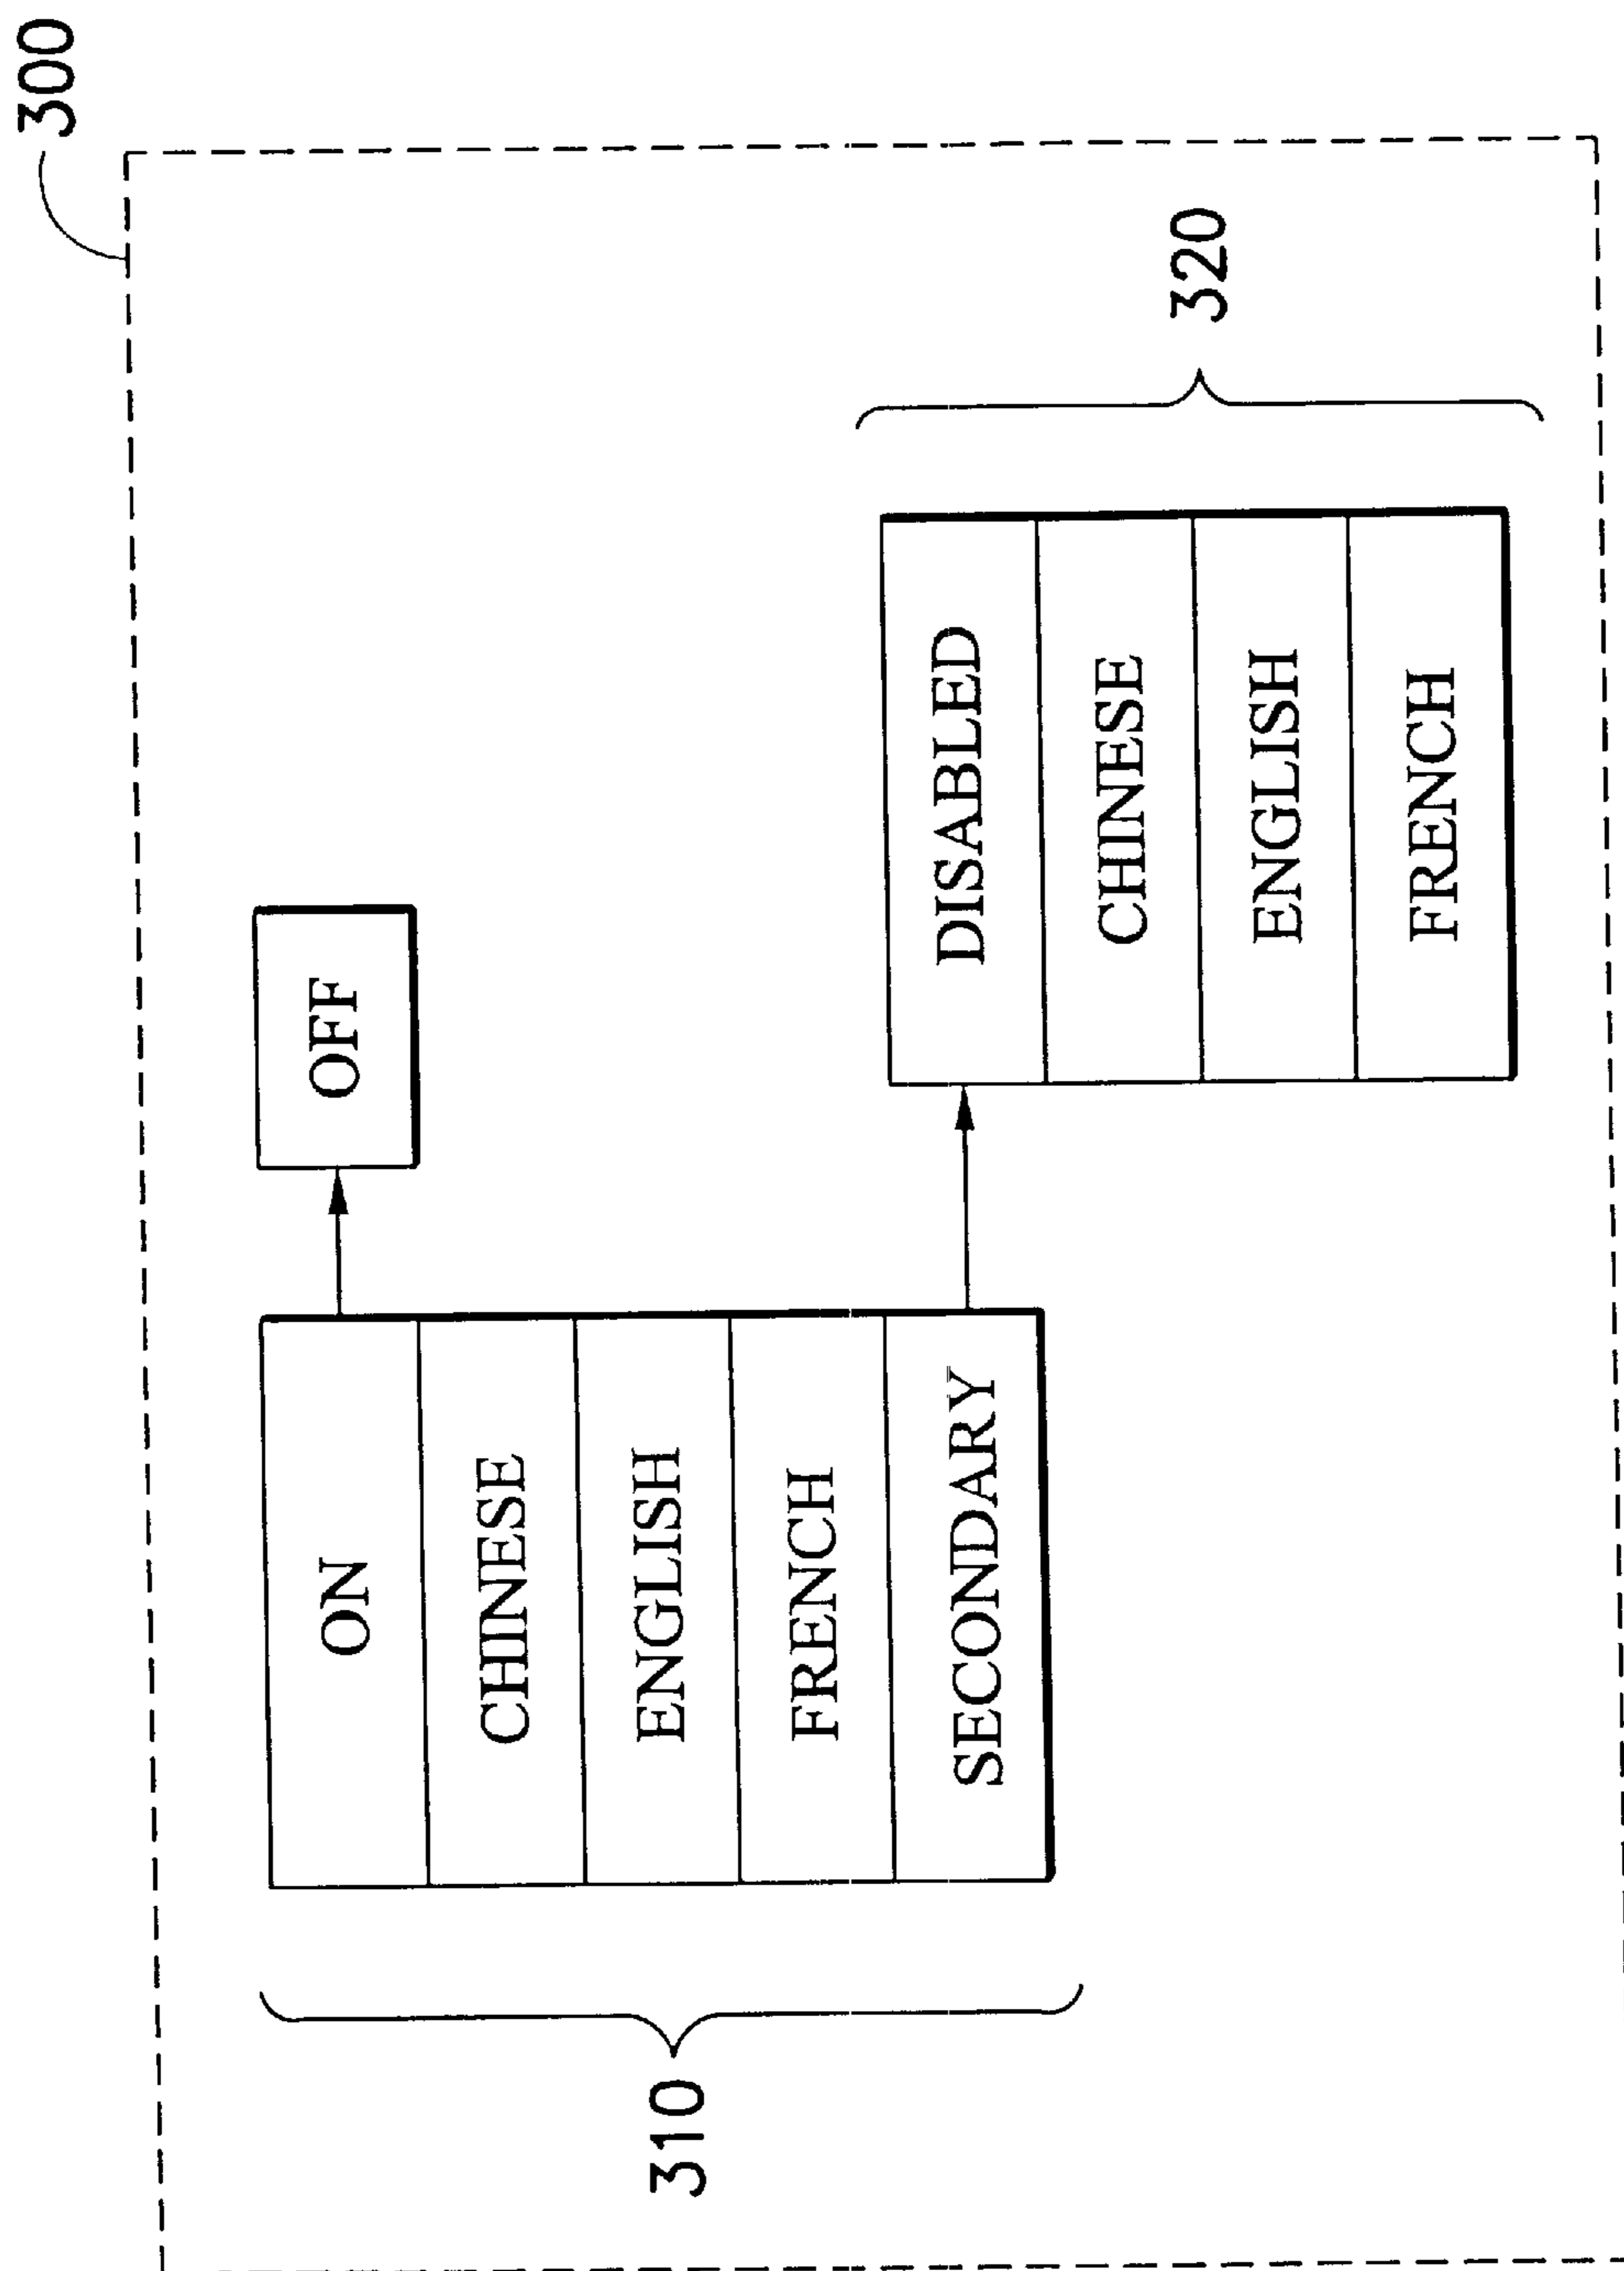 300
ON
OFF
CHINESE
ENGLISH
FRENCH
SECONDARY
310
DISABLED
CHINESE
ENGLISH
FRENCH
320